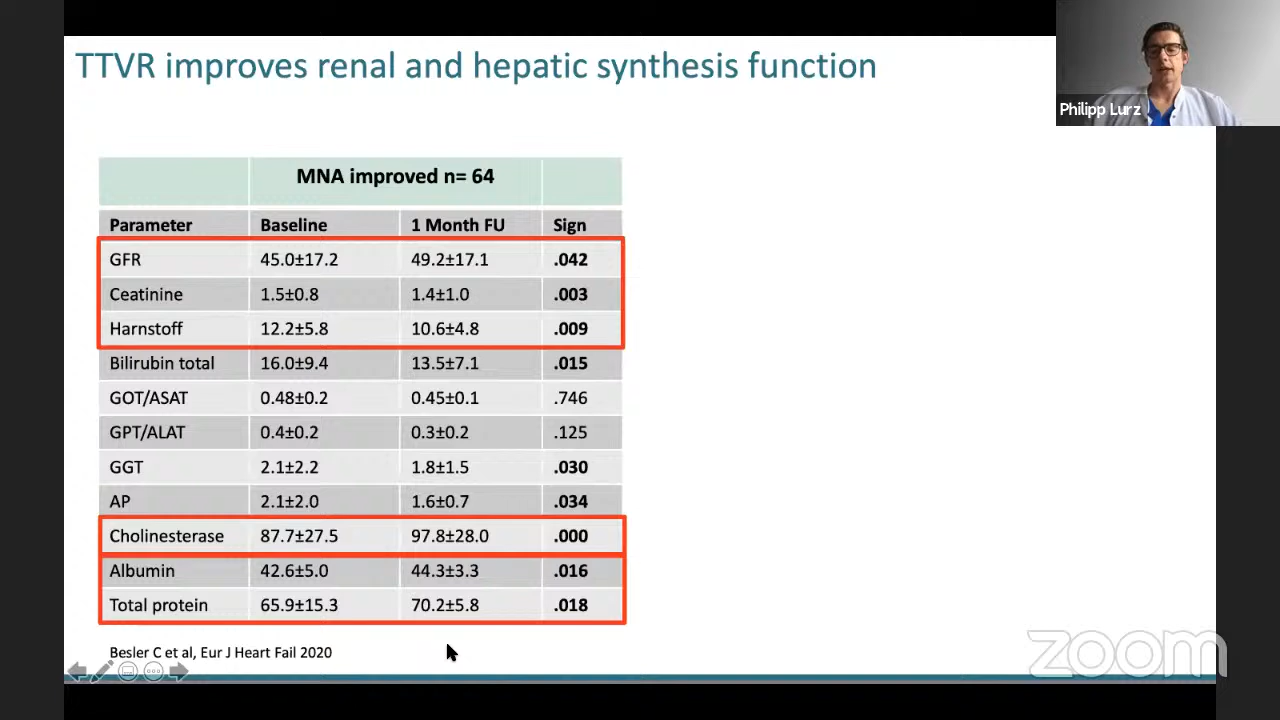 TTVR improves renal and hepatic synthesis function
Philipp Lurz
MNA improved n= 64
Parameter Baseline 1 Month FU Sign
GFR 45.0±17.2 49.2±17.1 .042
Ceatinine 1.5±0.8 1.4±1.0 .003
Harnstoff 12.2±5.8 10.6±4.8 .009
Bilirubin total 16.0±9.4 13.5±7.1 .015
GOT/ASAT 0.48±0.2 0.45±0.1 .746
GPT/ALAT 0.4±0.2 0.3±0.2 .125
GGT 2.1±2.2 1.8±1.5 .030
AP 2.1±2.0 1.6±0.7 .034
Cholinesterase 87.7±27.5 97.8±28.0 .000
Albumin 42.6±5.0 44.3±3.3 .016
Total protein 65.9±15.3 70.2±5.8 .018
Besler C et al, Eur J Heart Fail 2020
zoom